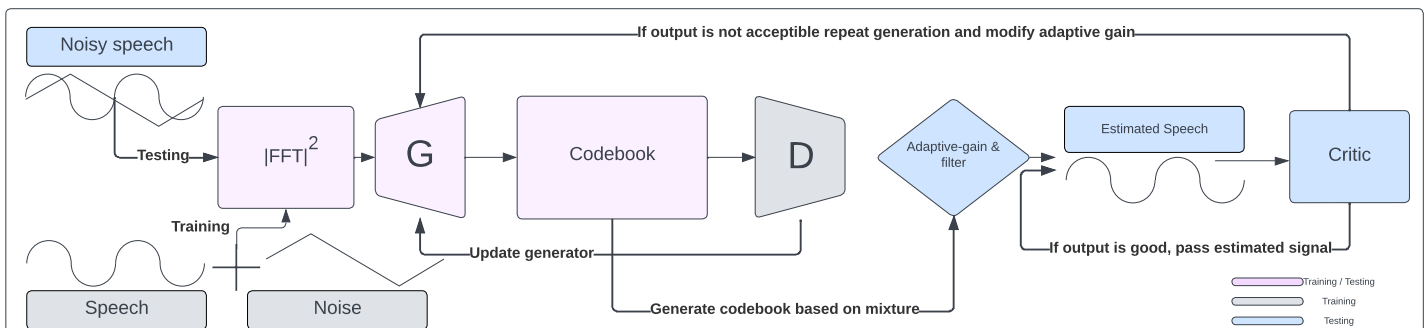 If output is not acceptible repeat generation and modify adaptive gain
Noisy speech
Testing
|FFT|2
G
Codebook
D
Adaptive-gain &
filter
Estimated Speech
Critic
Training
Update generator
If output is good, pass estimated signal
Speech
Noise
Generate codebook based on mixture
Training / Testing
Training
Testing